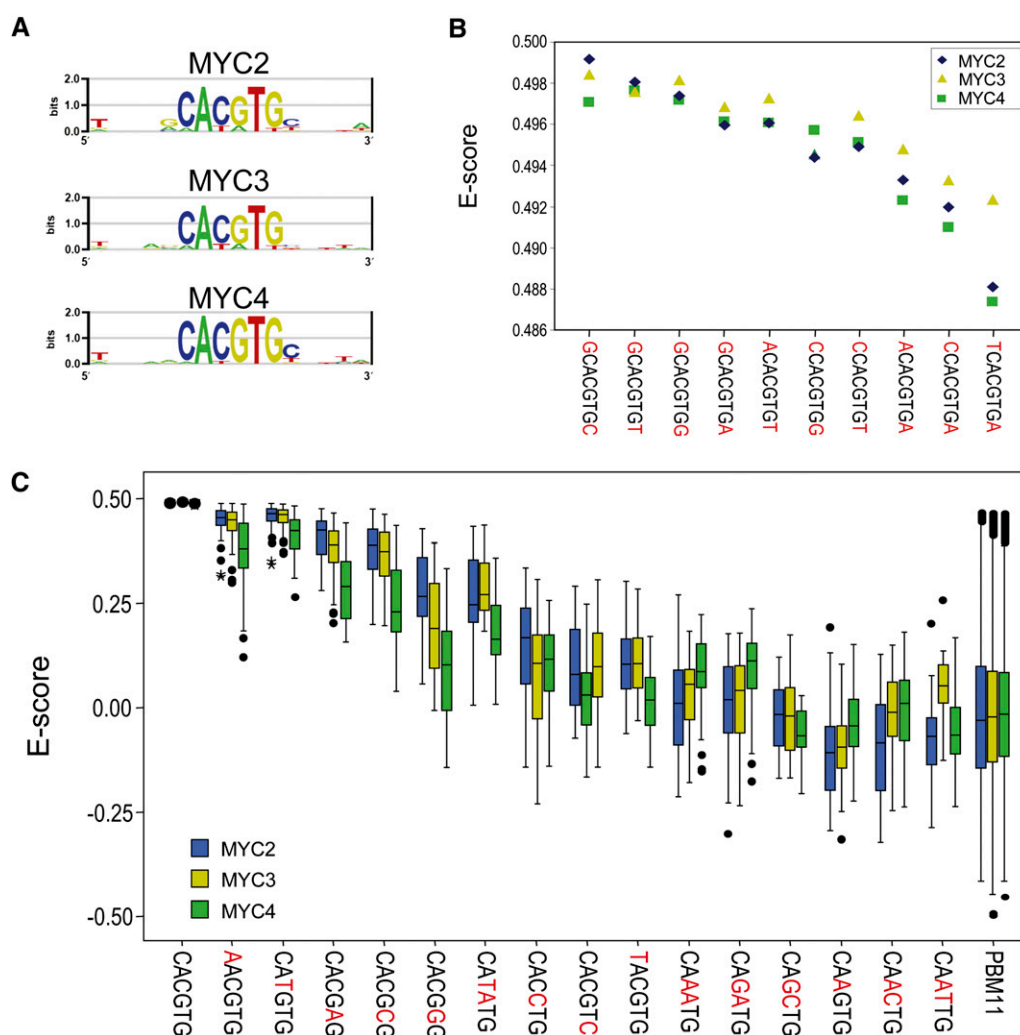 A
MYC2
2.0
bits
1.0
0.0
5´
3´
MYC3
2.0
bits
1.0
0.0
5´
3´
MYC4
2.0
bits
1.0
0.0
5´
3´
B
0.500
0.498
0.496
0.494
0.492
0.490
0.488
0.486
E-score
MYC2
MYC3
MYC4
GCACGTGC
GCACGTGT
GCACGTGG
GCACGTGA
ACACGTGT
CCACGTGG
CCACGTGT
ACACGTGA
CCACGTGA
TCACGTGA
C
0.50
0.25
0.00
-0.25
-0.50
E-score
MYC2
MYC3
MYC4
CACGTG
AACGTG
CATGTG
CACGAG
CACGCG
CACGGG
CATATG
CACCTG
CACGTC
TACGTG
CAAATG
CAGATG
CAGCTG
CAAGTG
CAACTG
CAATTG
PBM11